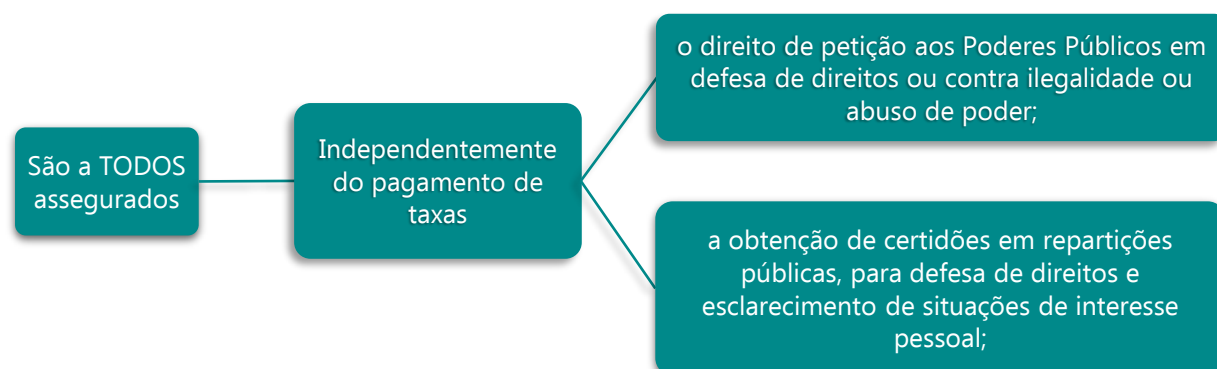 São a TODOS
assegurados
Independentemente
do pagamento de
taxas
o direito de petição aos Poderes Públicos em
defesa de direitos ou contra ilegalidade ou
abuso de poder;
a obtenção de certidões em repartições
públicas, para defesa de direitos e
esclarecimento de situações de interesse
pessoal;